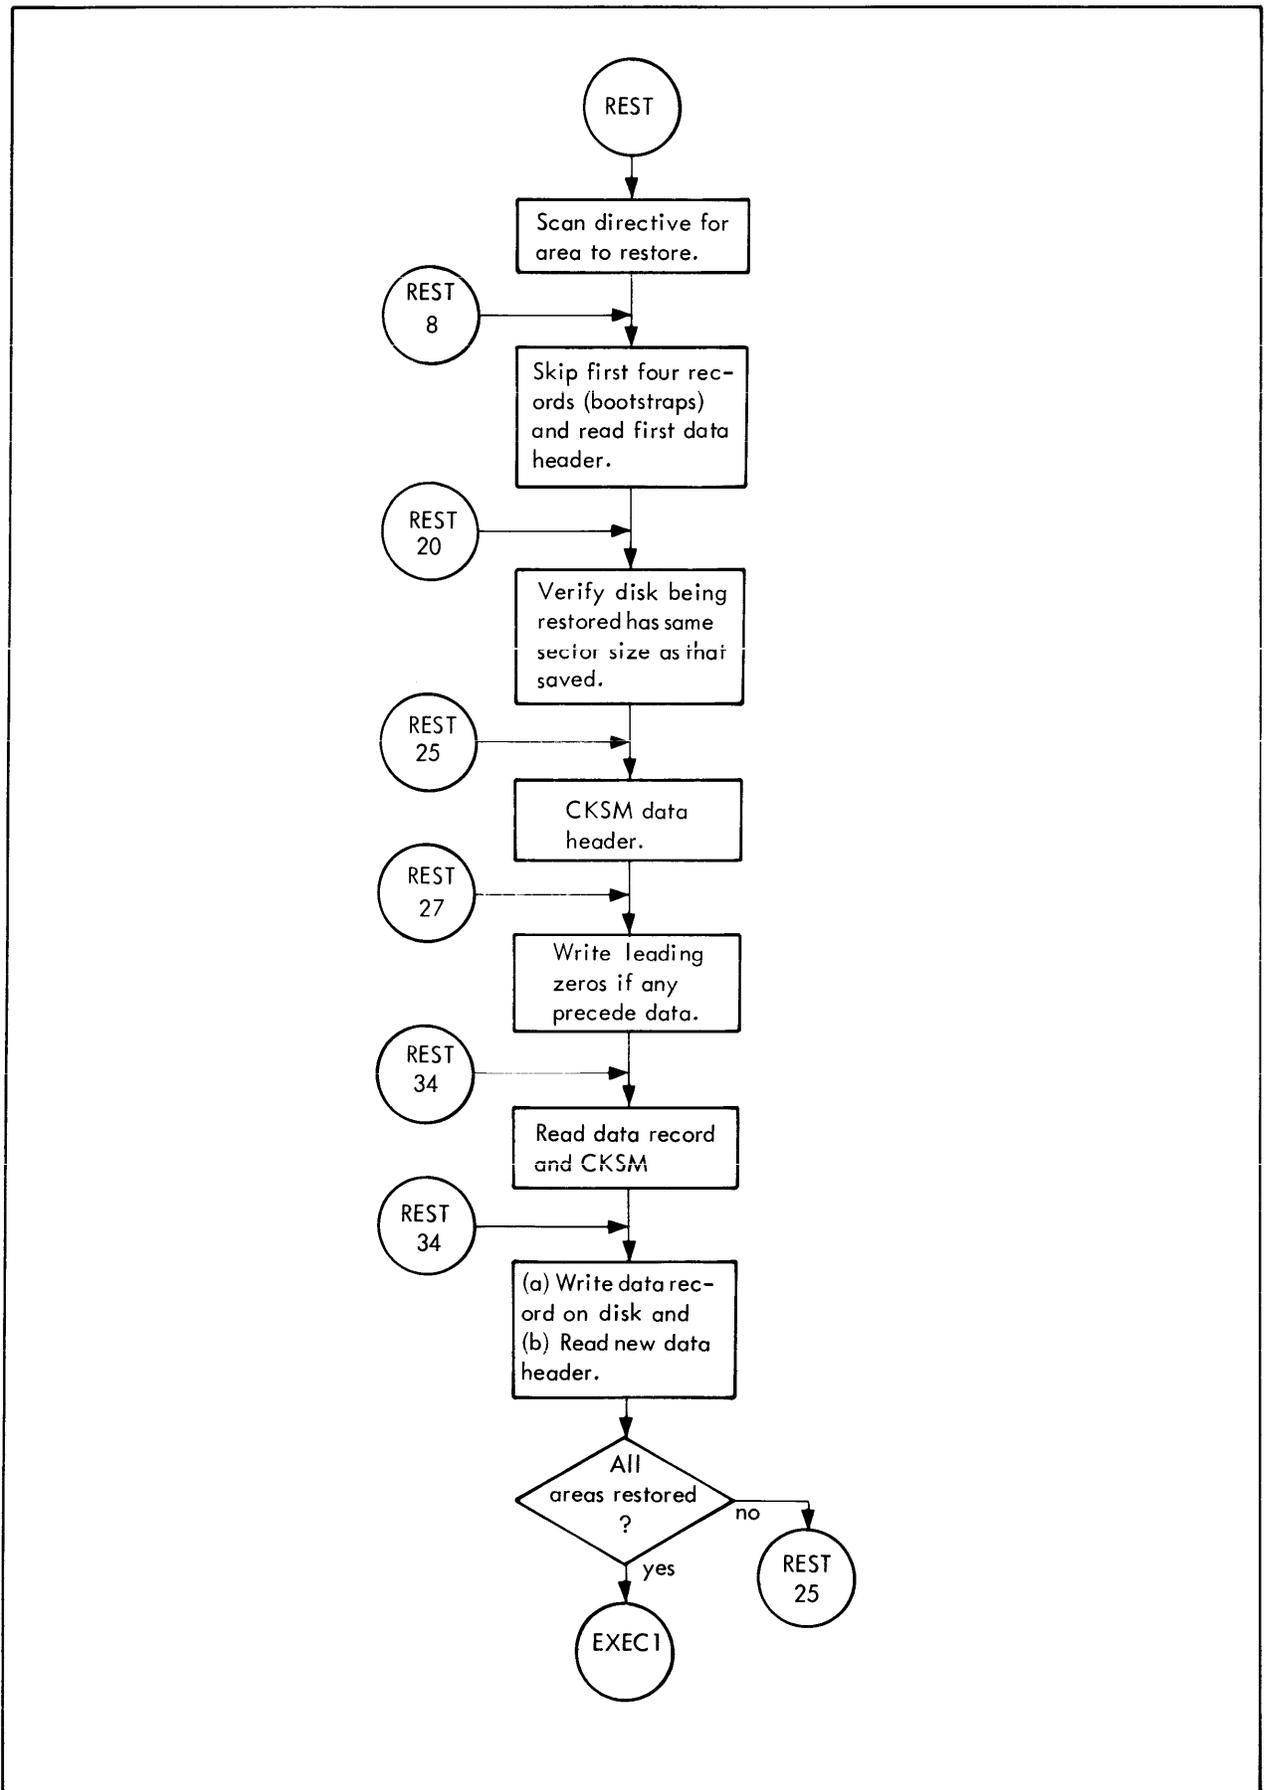 REST
Scan directive for
area to restore.
REST
8
Skip first four rec-
ords (bootstraps)
and read first data
header.
REST
20
Verify disk being
restored has same
sector size as that
saved.
REST
25
CKSM data
header.
REST
27
Write leading
zeros if any
precede data.
REST
34
Read data record
and CKSM
REST
34
(a) Write data rec-
ord on disk and
(b) Read new data
header.
All
areas restored
?
no
yes
REST
25
EXEC1